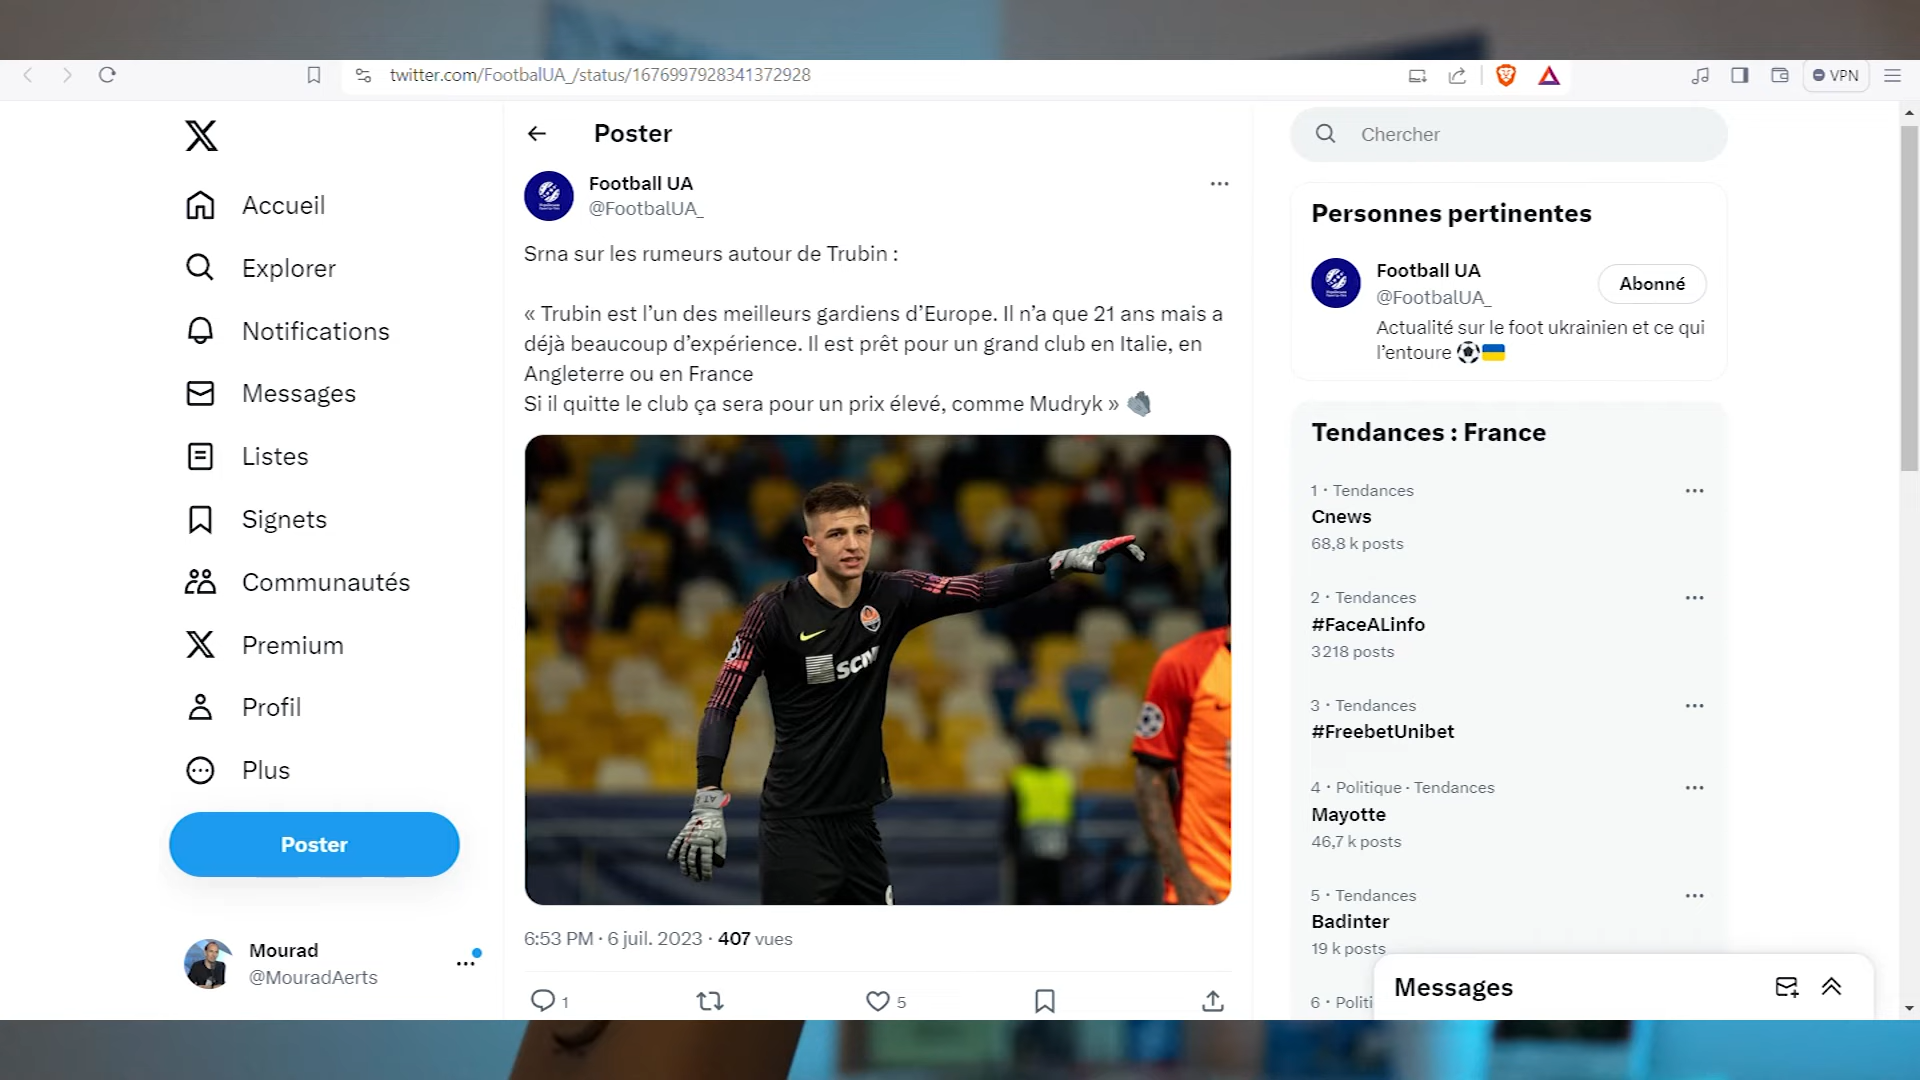 twitter.com/FootbalUA_/status/1676997928341372928
VPN
Accueil
Explorer
Notifications
Messages
Listes
Signets
Communautés
Premium
Profil
Plus
Poster
Mourad
@MouradAerts
Poster
Football UA
@FootbalUA_
Srna sur les rumeurs autour de Trubin :
« Trubin est l’un des meilleurs gardiens d’Europe. Il n’a que 21 ans mais a
déjà beaucoup d’expérience. Il est prêt pour un grand club en Italie, en
Angleterre ou en France
Si il quitte le club ça sera pour un prix élevé, comme Mudryk »
SCM
6:53 PM · 6 juil. 2023 · 407 vues
1
5
Chercher
Personnes pertinentes
Football UA
@FootbalUA_
Abonné
Actualité sur le foot ukrainien et ce qui
l’entoure
Tendances : France
1 · Tendances
Cnews
68,8 k posts
2 · Tendances
#FaceALinfo
3 218 posts
3 · Tendances
#FreebetUnibet
4 · Politique · Tendances
Mayotte
46,7 k posts
5 · Tendances
Badinter
19 k posts
6 · Politi
Messages